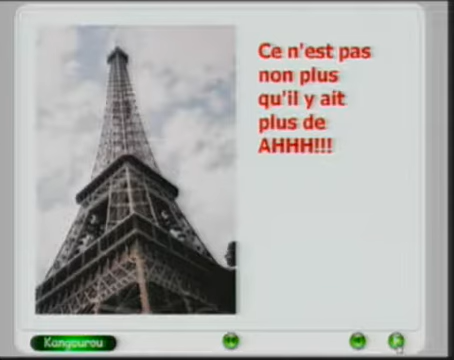 Ce n'est pas
non plus
qu'il y ait
plus de
AHHH!!!
Kangourou